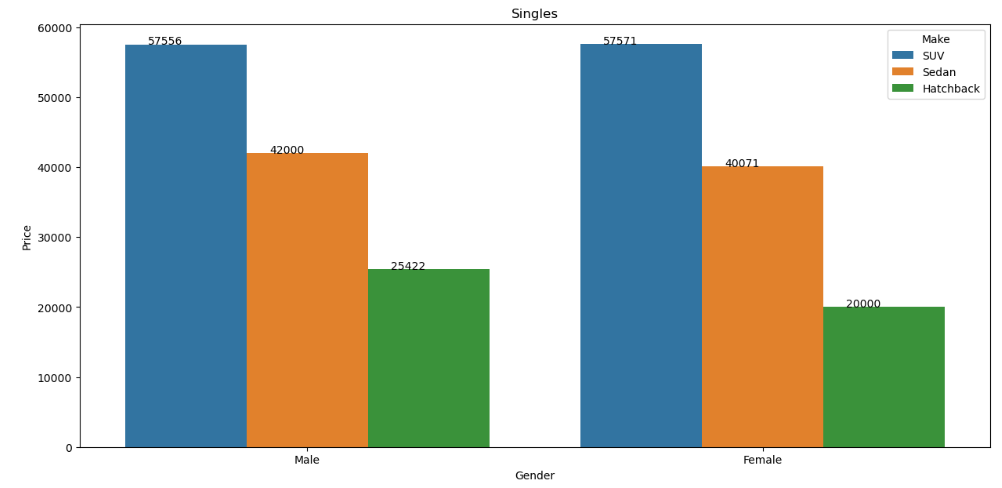 Singles
60000
50000
40000
30000
20000
10000
0
Price
57556
42000
25422
57571
40071
20000
Make
SUV
Sedan
Hatchback
Male
Female
Gender